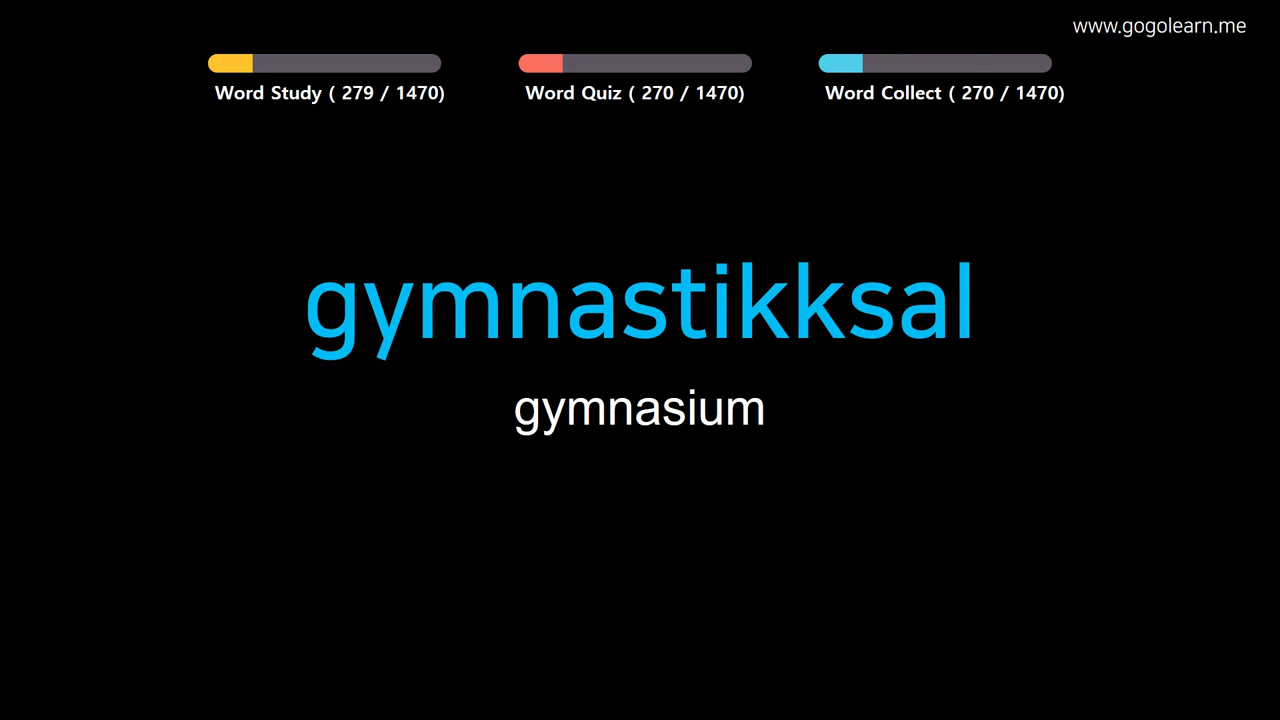 www.gogolearn.me
Word Study ( 279 / 1470)
Word Quiz ( 270 / 1470)
Word Collect ( 270 / 1470)
gymnastikksal
gymnasium